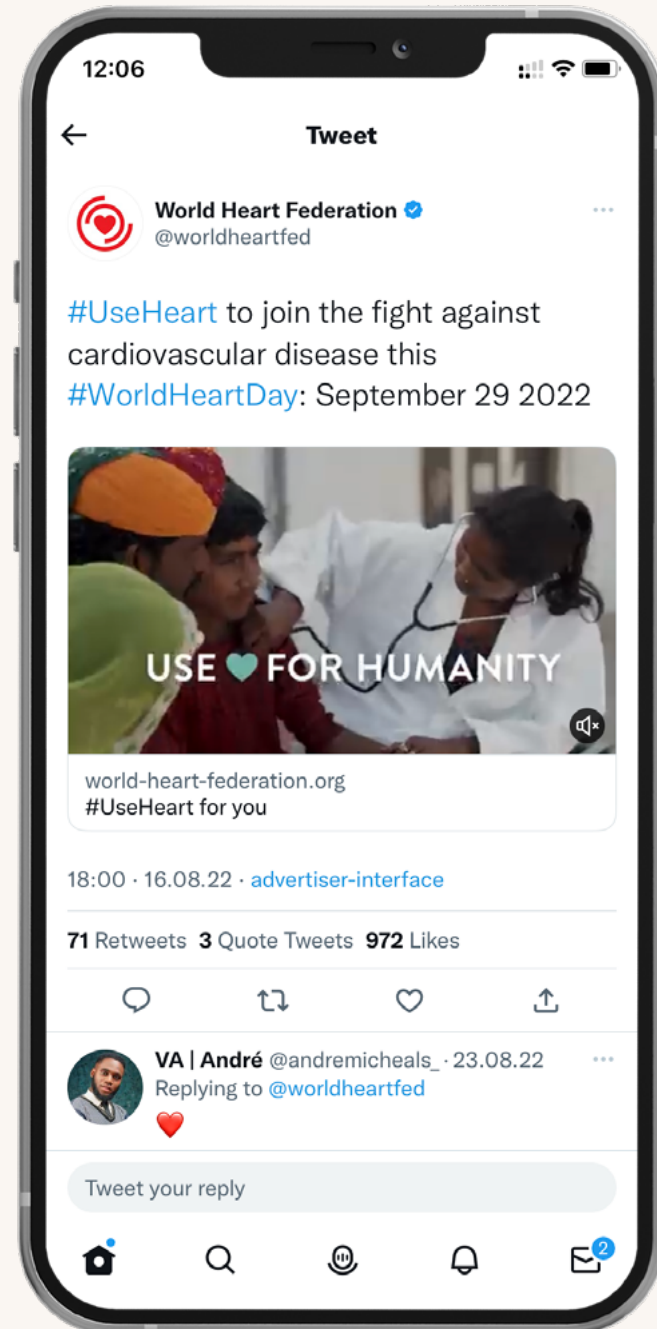 12:06
Tweet
World Heart Federation
@worldheartfed
#UseHeart to join the fight against
cardiovascular disease this
#WorldHeartDay: September 29 2022
USE FOR HUMANITY
world-heart-federation.org
#UseHeart for you
18:00 · 16.08.22 · advertiser-interface
71 Retweets 3 Quote Tweets 972 Likes
VA | André @andremicheals_ · 23.08.22
Replying to @worldheartfed
❤️
Tweet your reply
2